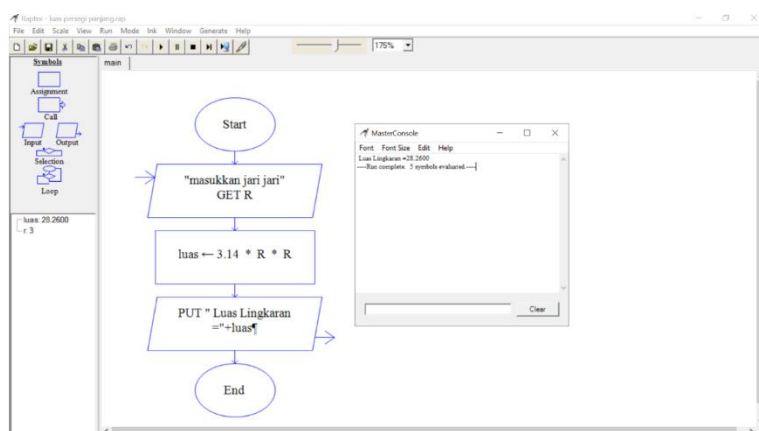 Raptor - luas persegi panjang.rap
File Edit Scale View Run Mode Ink Window Generate Help
175%
Symbols
main
Assignment
Call
Input Output
Selection
Loop
luas: 28.2600
r: 3
Start
"masukkan jari jari"
GET R
luas ← 3.14 * R * R
PUT " Luas Lingkaran
="+luas¶
End
MasterConsole
Font Font Size Edit Help
Luas Lingkaran =28.2600
----Run complete. 5 symbols evaluated.----
Clear